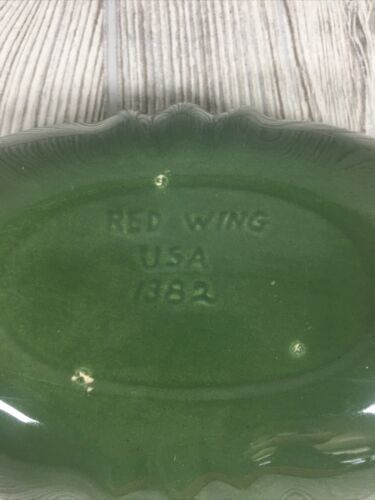 RED WING
USA
1382